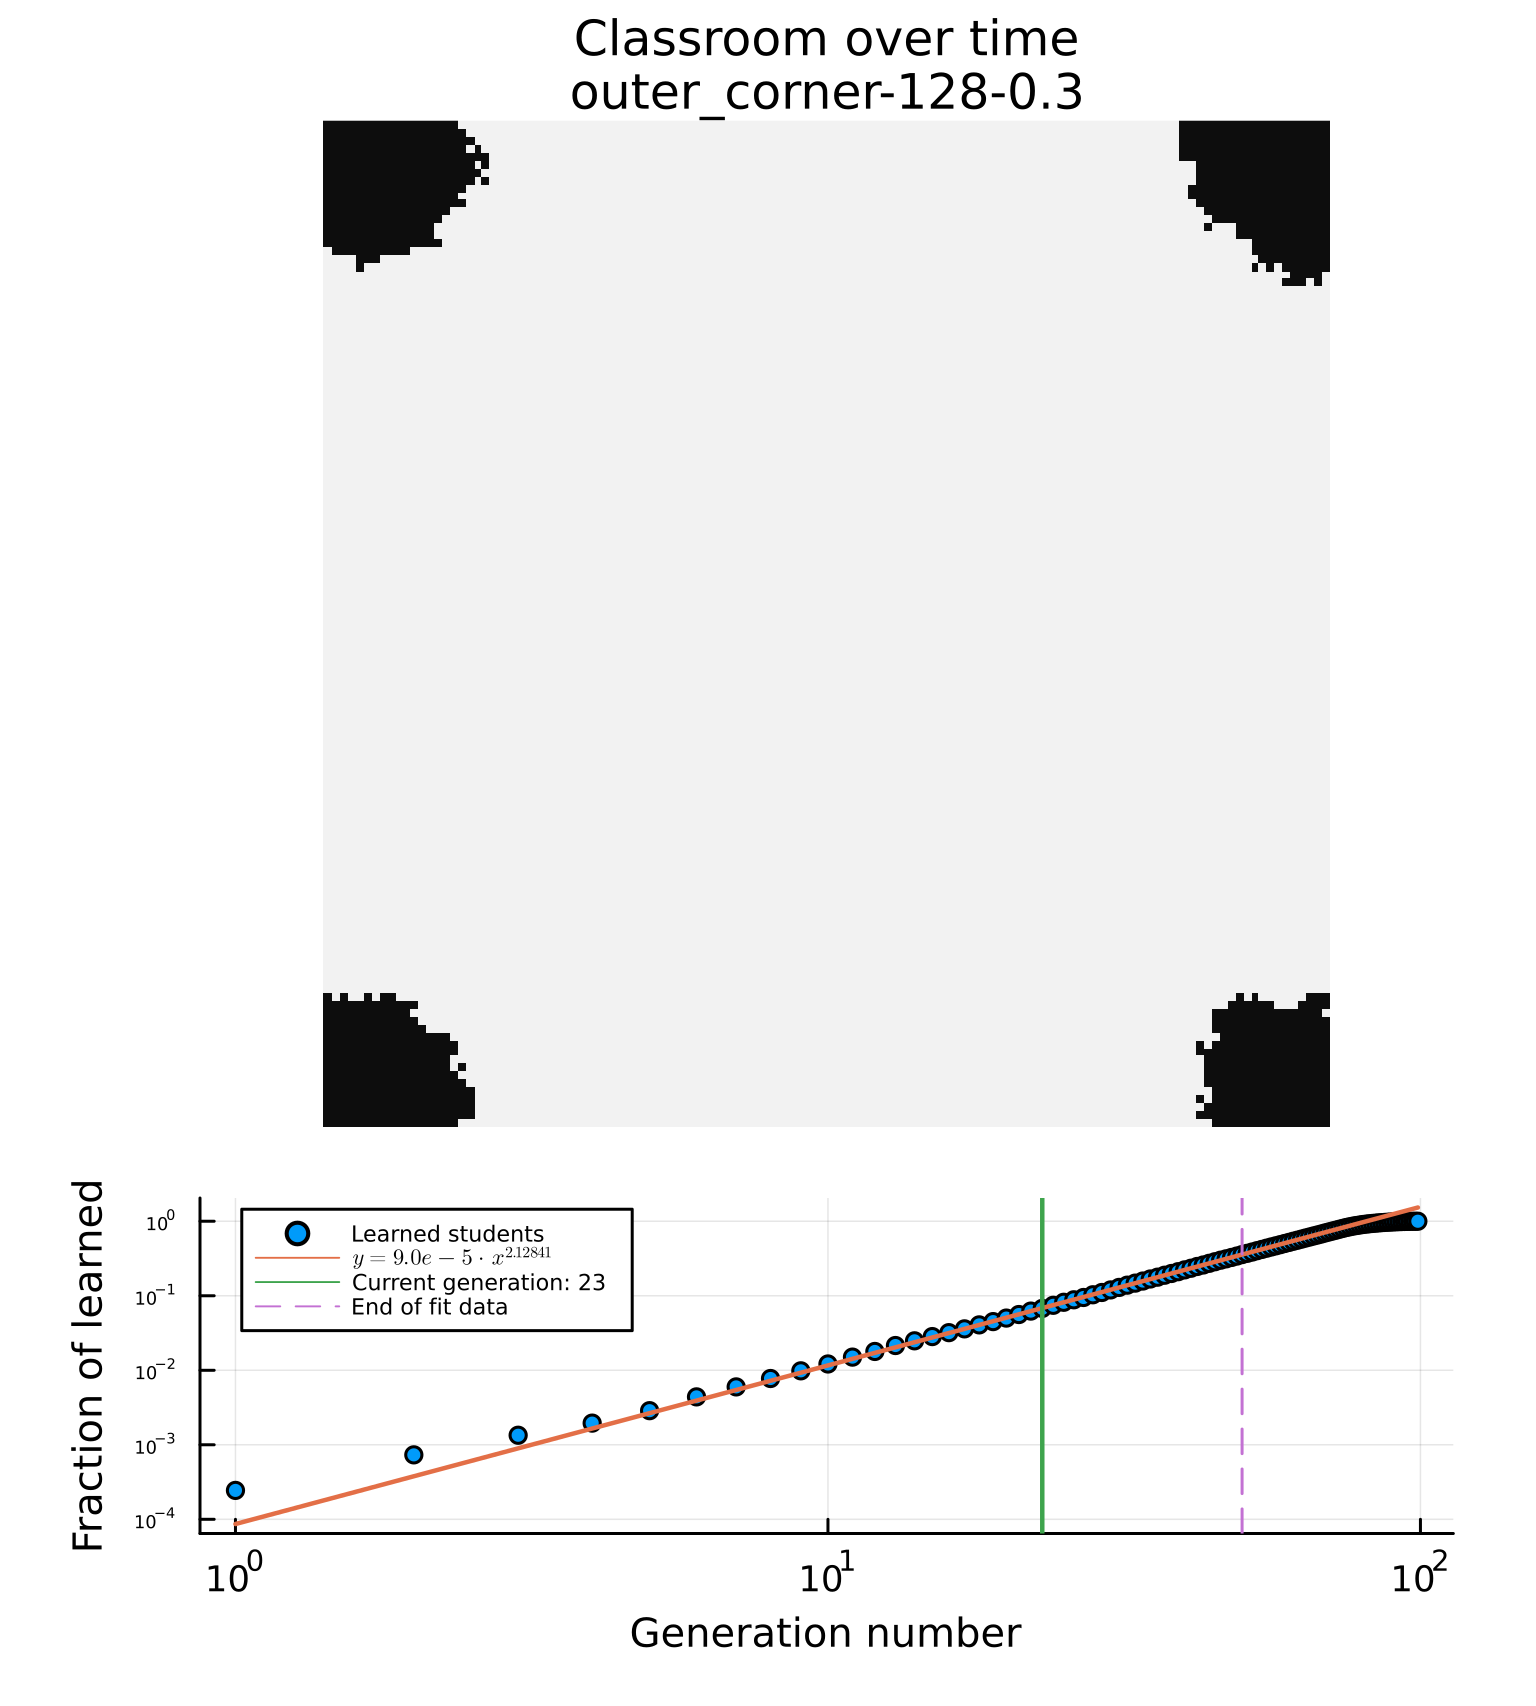 Classroom over time
outer_corner-128-0.3
Fraction of learned
10^0
10^-1
10^-2
10^-3
10^-4
Learned students
y = 9.0e − 5 · x^2.12841
Current generation: 23
End of fit data
10^0 10^1 10^2
Generation number